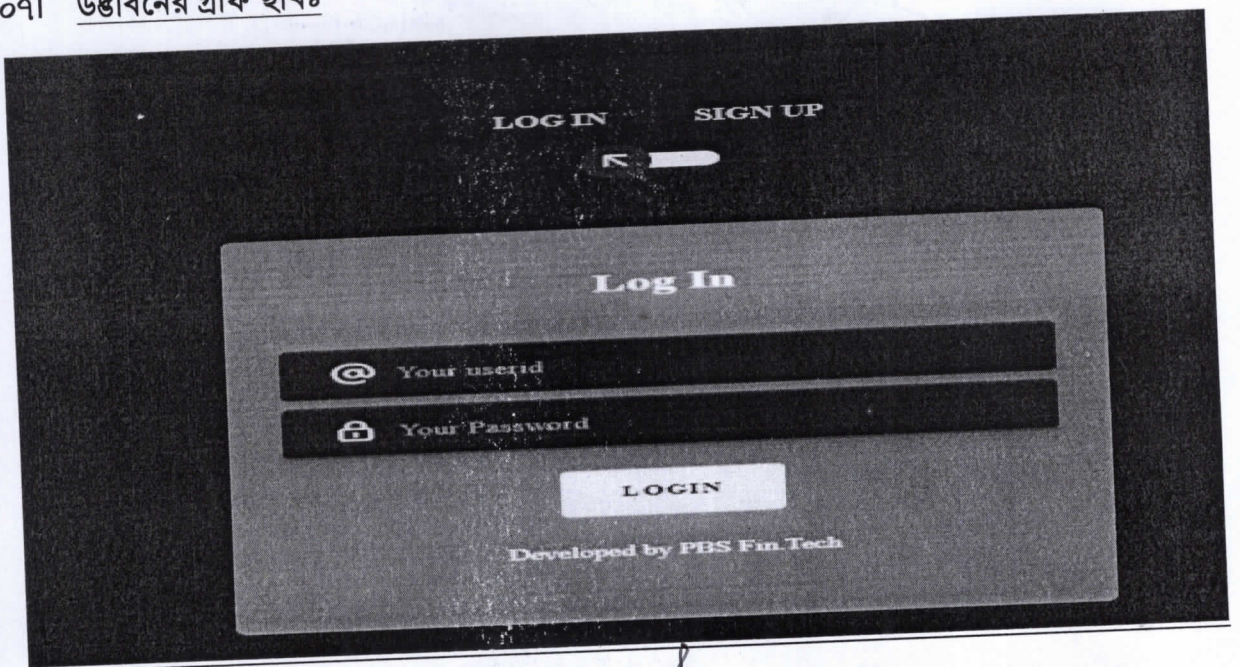 ০৭। উদ্ভাবনের গ্রাফ ছবিঃ
LOG IN SIGN UP
Log In
@ Your userid
Your Password
LOGIN
Developed by PBS Fin.Tech